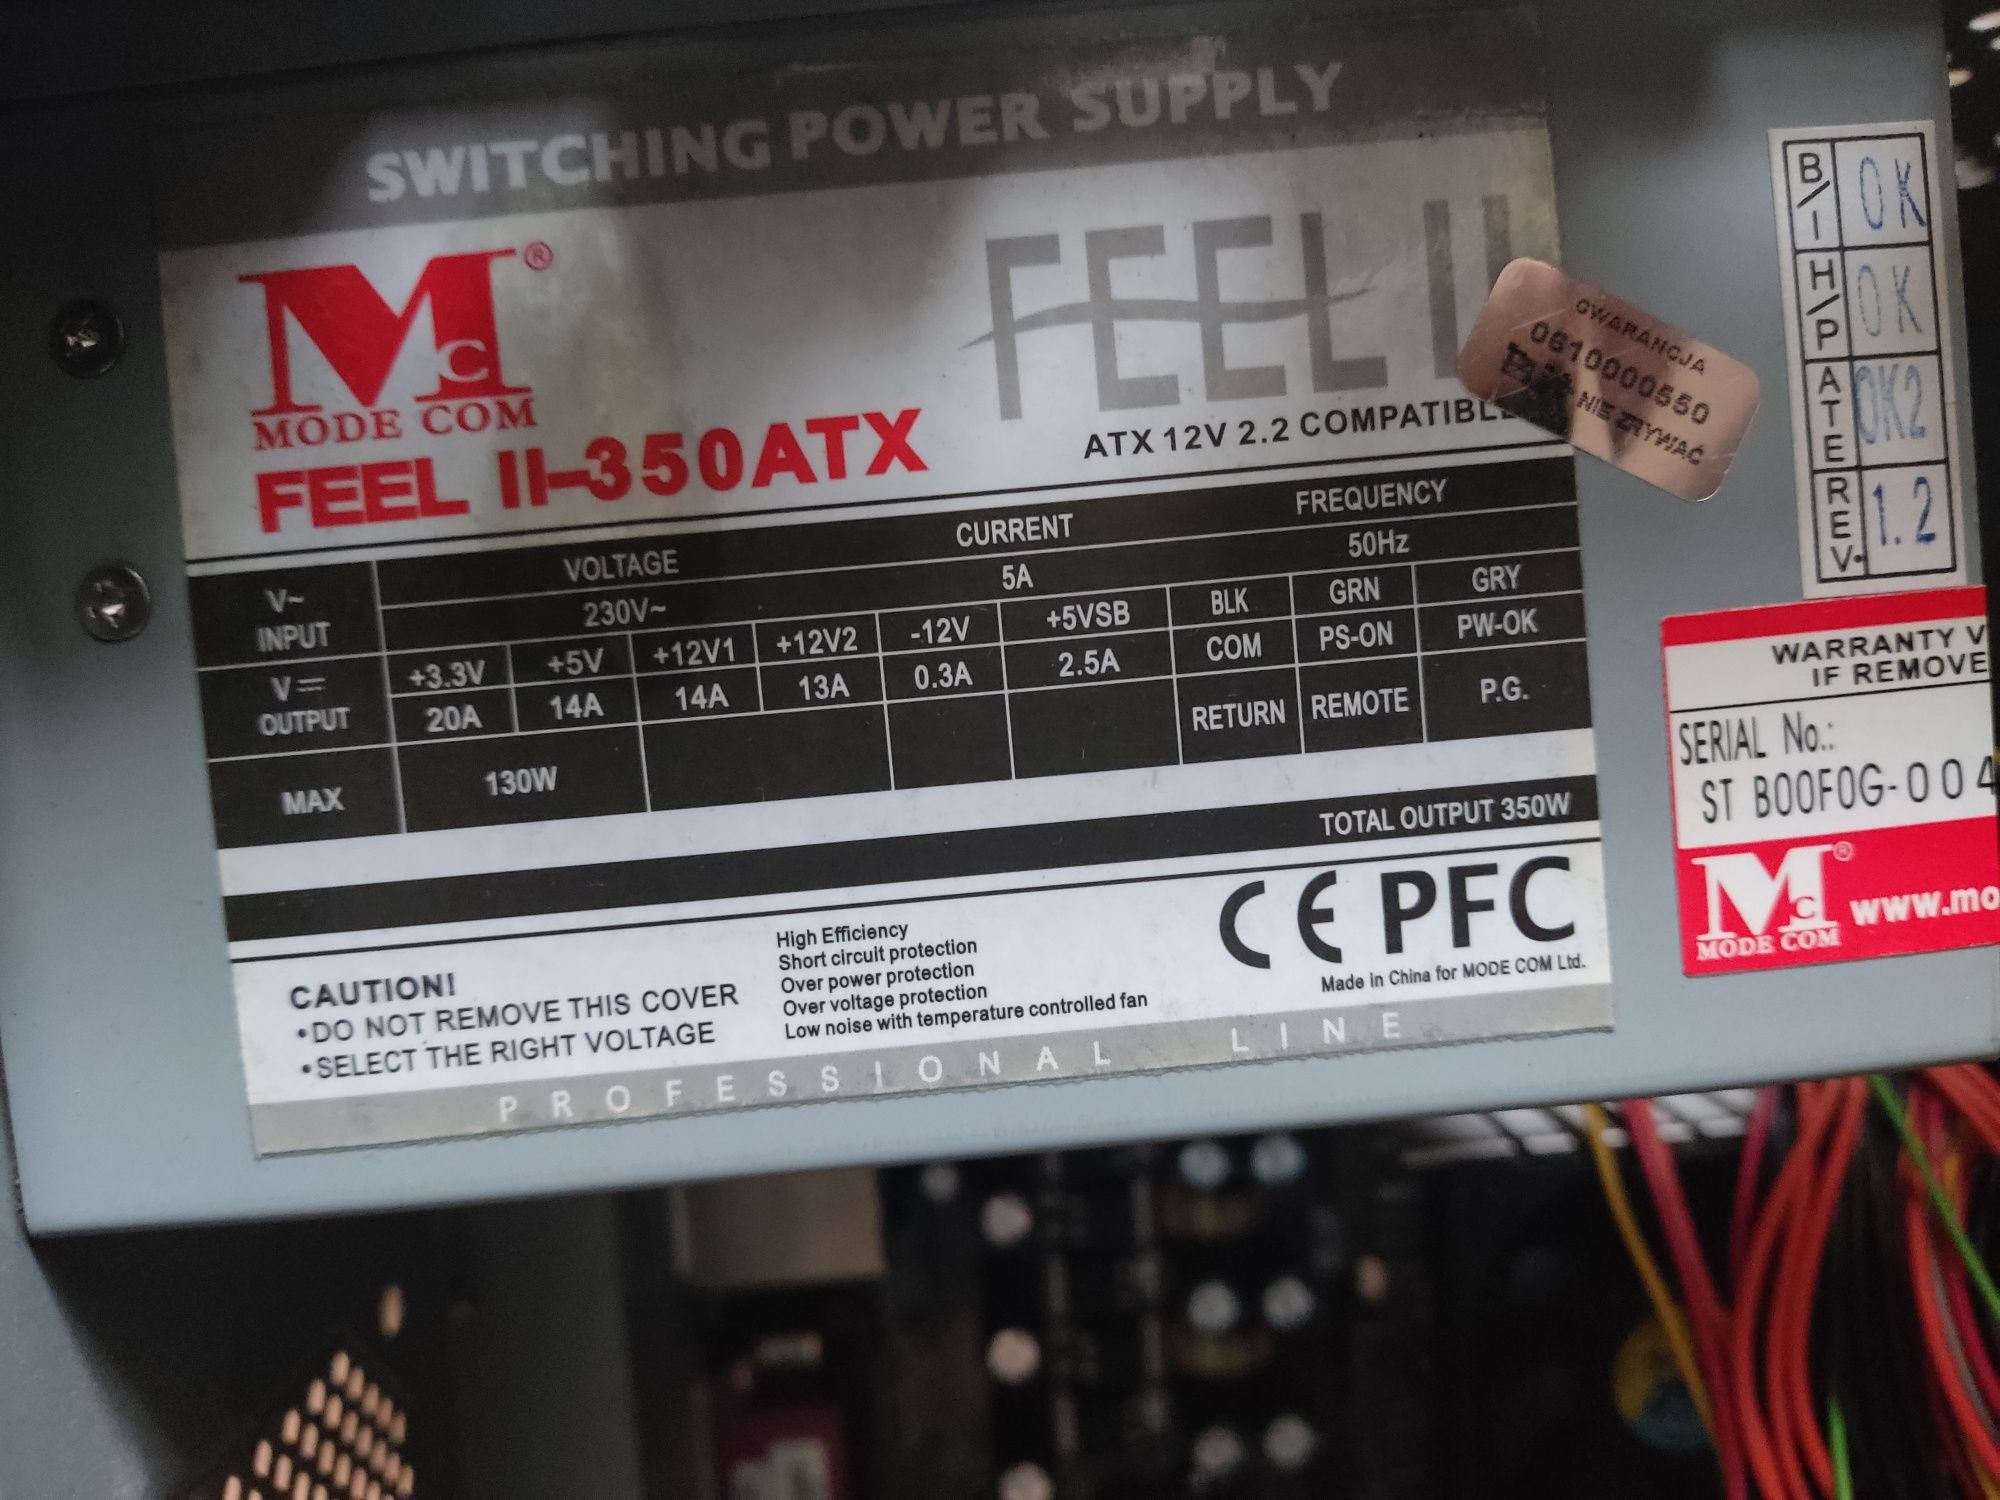 SWITCHING POWER SUPPLY
MC®
MODE COM
FEEL II
FEEL II-350ATX
ATX 12V 2.2 COMPATIBLE
GWARANCJA
0610000550
Bit NIE ZRYWAĆ
B/I OK
H/P OK
ATE OK2
REV. 1.2
V~ INPUT VOLTAGE CURRENT FREQUENCY
230V~ 5A 50Hz
V⎓ OUTPUT +3.3V +5V +12V1 +12V2 -12V +5VSB BLK GRN GRY
20A 14A 14A 13A 0.3A 2.5A COM PS-ON PW-OK
MAX 130W RETURN REMOTE P.G.
TOTAL OUTPUT 350W
CAUTION!
•DO NOT REMOVE THIS COVER
•SELECT THE RIGHT VOLTAGE
High Efficiency
Short circuit protection
Over power protection
Over voltage protection
Low noise with temperature controlled fan
CE PFC
Made in China for MODE COM Ltd.
PROFESSIONAL LINE
WARRANTY V
IF REMOVE
SERIAL No.:
ST B00F0G-004
MC®
MODE COM
www.mo